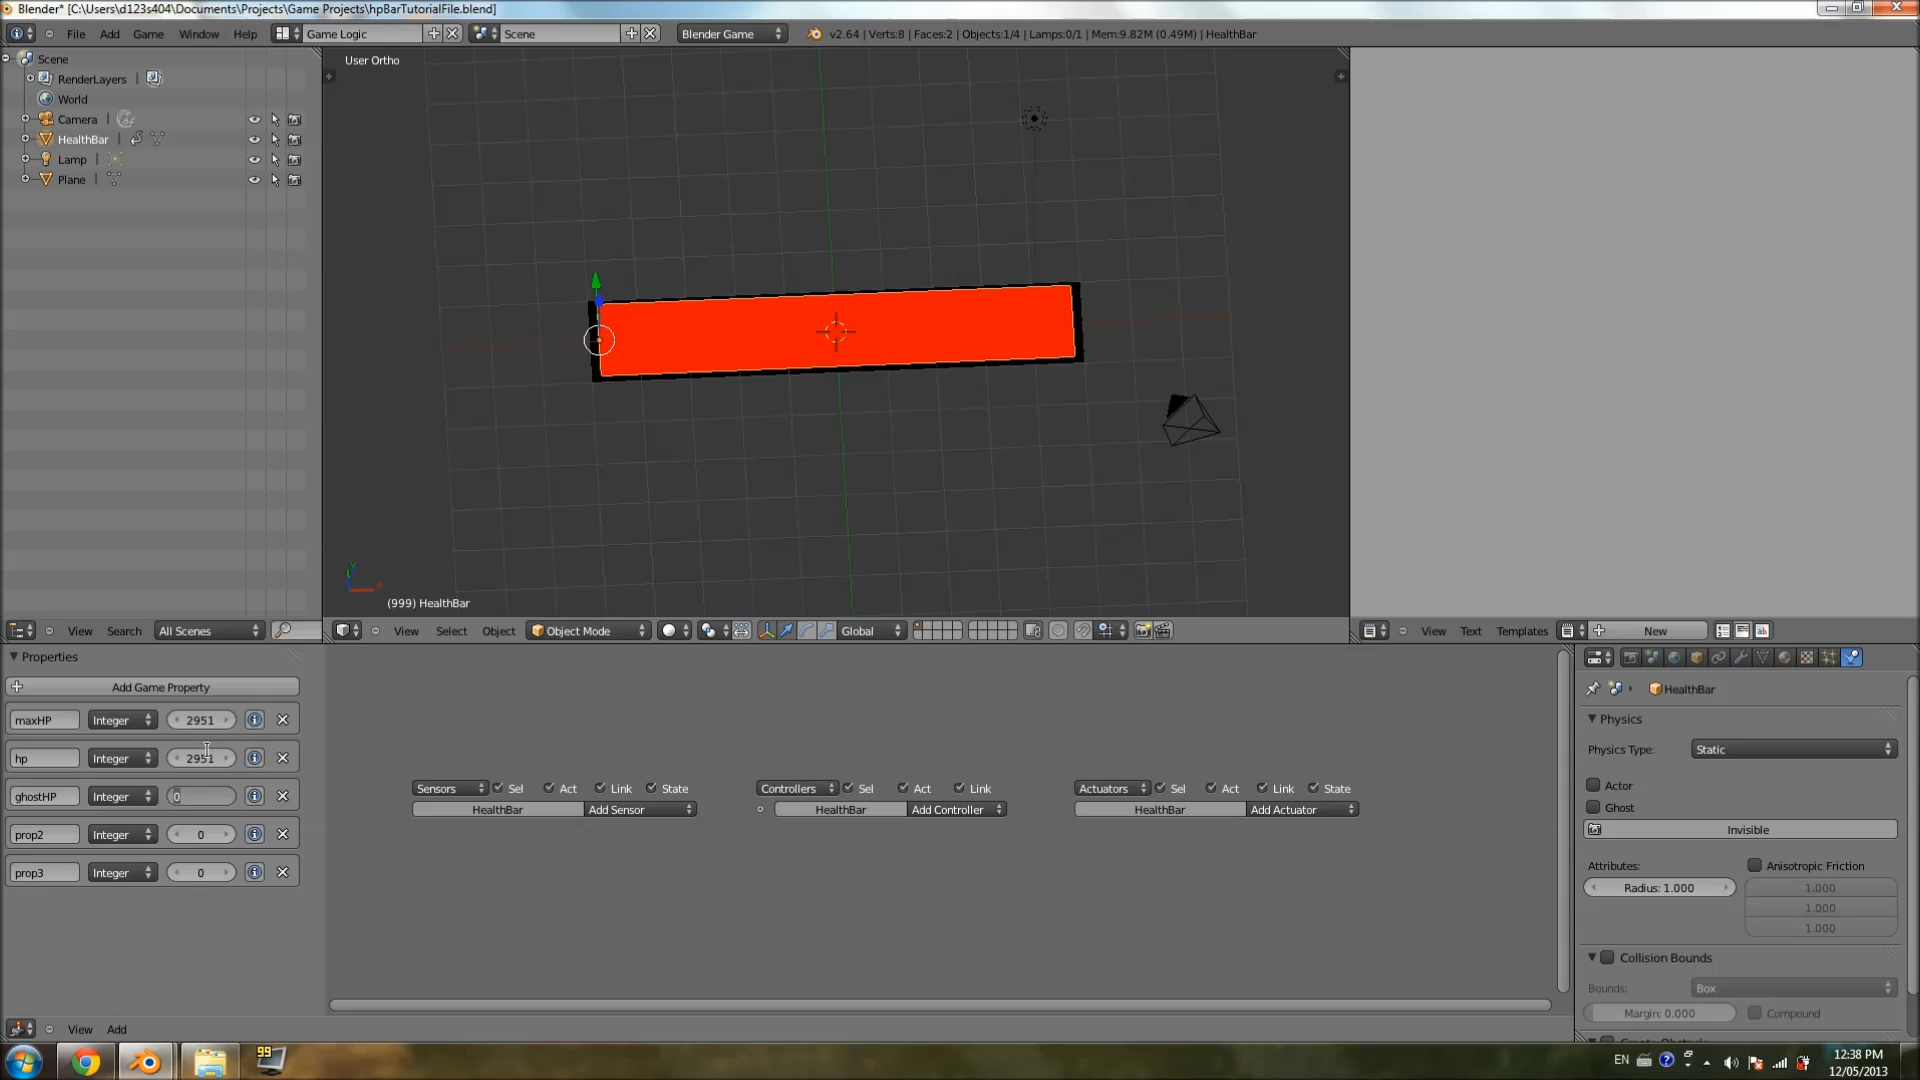 Blender* [C:\Users\d123s404\Documents\Projects\Game Projects\hpBarTutorialFile.blend]
File Add Game Window Help Game Logic Scene Blender Game v2.64 | Verts:8 | Faces:2 | Objects:1/4 | Lamps:0/1 | Mem:9.82M (0.49M) | HealthBar
Scene
RenderLayers
World
Camera
HealthBar
Lamp
Plane
User Ortho
(999) HealthBar
View Search All Scenes
View Select Object Object Mode Global
View Text Templates New
Properties
Add Game Property
maxHP Integer 2951
hp Integer 2951
ghostHP Integer 0
prop2 Integer 0
prop3 Integer 0
Sensors Sel Act Link State
HealthBar Add Sensor
Controllers Sel Act Link
HealthBar Add Controller
Actuators Sel Act Link State
HealthBar Add Actuator
HealthBar
Physics
Physics Type: Static
Actor
Ghost
Invisible
Attributes: Anisotropic Friction
Radius: 1.000 1.000
1.000
1.000
Collision Bounds
Bounds: Box
Margin: 0.000 Compound
View Add
99
EN
12:38 PM
12/05/2013